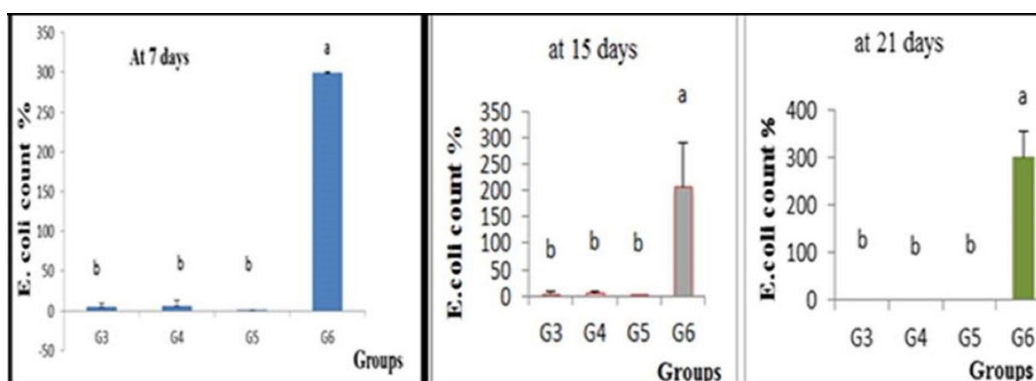 At 7 days
a
E. coli count %
350
300
250
200
150
100
50
0
-50
b
b
b
G3 G4 G5 G6
Groups
at 15 days
a
E.coli count %
350
300
250
200
150
100
50
0
b
b
b
G3 G4 G5 G6
Groups
at 21 days
a
E.coli count %
400
300
200
100
0
b
b
b
G3 G4 G5 G6
Groups